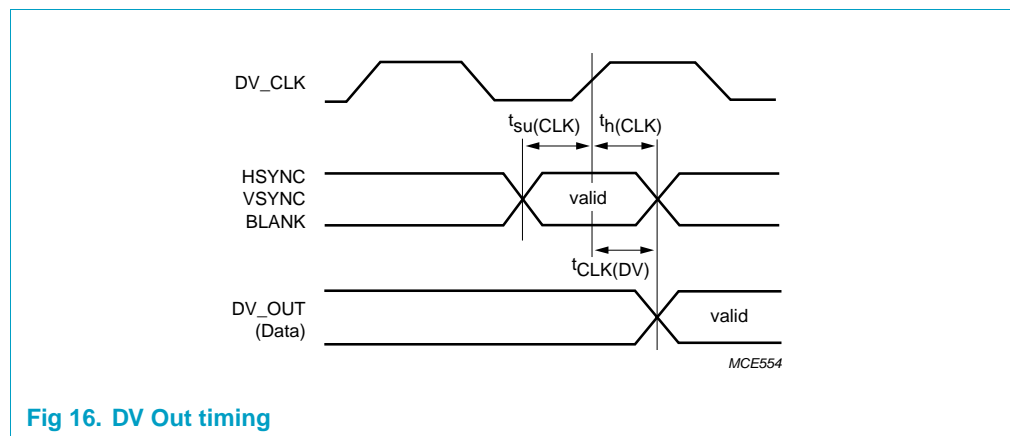 DV_CLK
tsu(CLK) th(CLK)
HSYNC
VSYNC
BLANK
valid
tCLK(DV)
DV_OUT
(Data)
valid
MCE554
Fig 16. DV Out timing